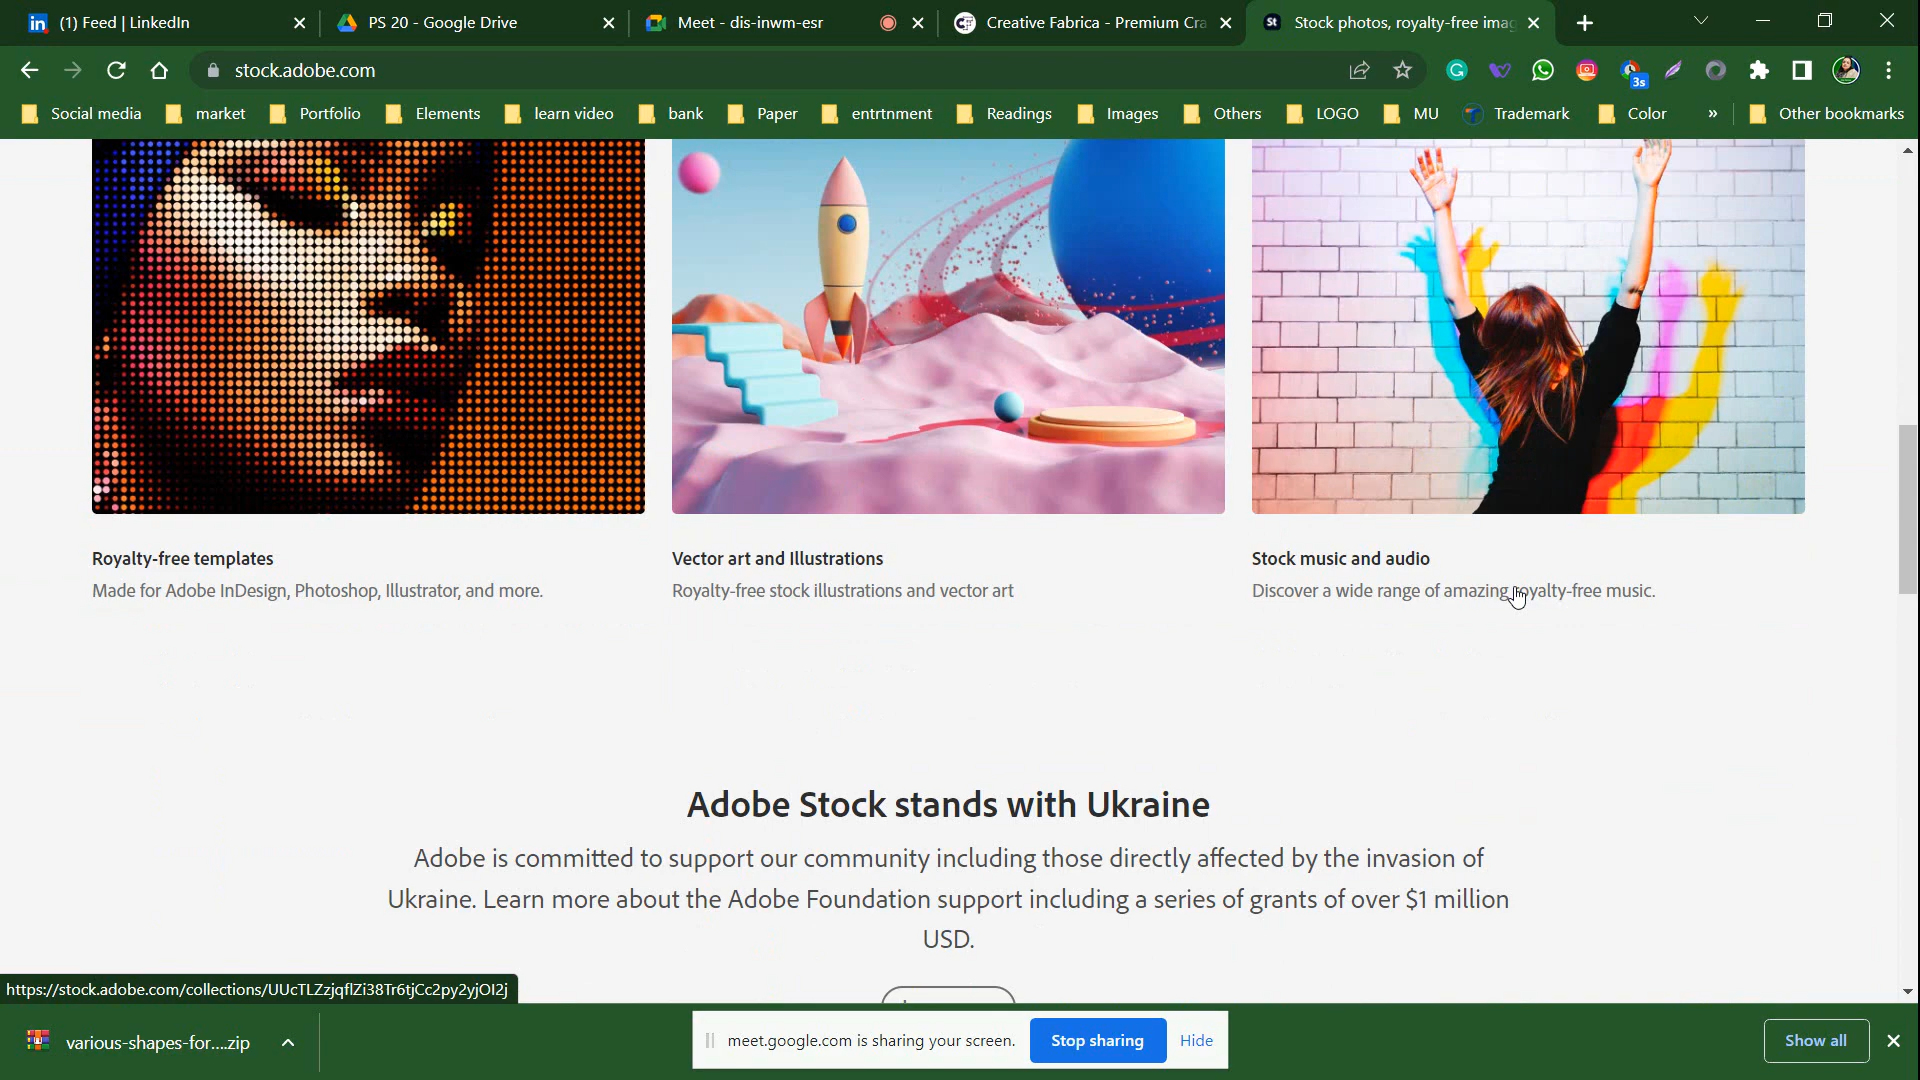 (1) Feed | LinkedIn
PS 20 - Google Drive
Meet - dis-inwm-esr
Creative Fabrica - Premium Cra
Stock photos, royalty-free imag
stock.adobe.com
3s
Social media
market
Portfolio
Elements
learn video
bank
Paper
entrtnment
Readings
Images
Others
LOGO
MU
Trademark
Color
»
Other bookmarks
Royalty-free templates
Made for Adobe InDesign, Photoshop, Illustrator, and more.
Vector art and Illustrations
Royalty-free stock illustrations and vector art
Stock music and audio
Discover a wide range of amazing royalty-free music.
Adobe Stock stands with Ukraine
Adobe is committed to support our community including those directly affected by the invasion of
Ukraine. Learn more about the Adobe Foundation support including a series of grants of over $1 million
USD.
https://stock.adobe.com/collections/UUcTLZzjqflZi38Tr6tjCc2py2yjOI2j
various-shapes-for....zip
meet.google.com is sharing your screen.
Stop sharing
Hide
Show all